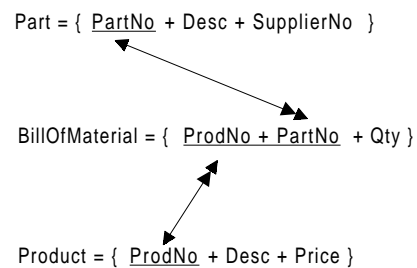 Part = { PartNo + Desc + SupplierNo }
BillOfMaterial = { ProdNo + PartNo + Qty }
Product = { ProdNo + Desc + Price }